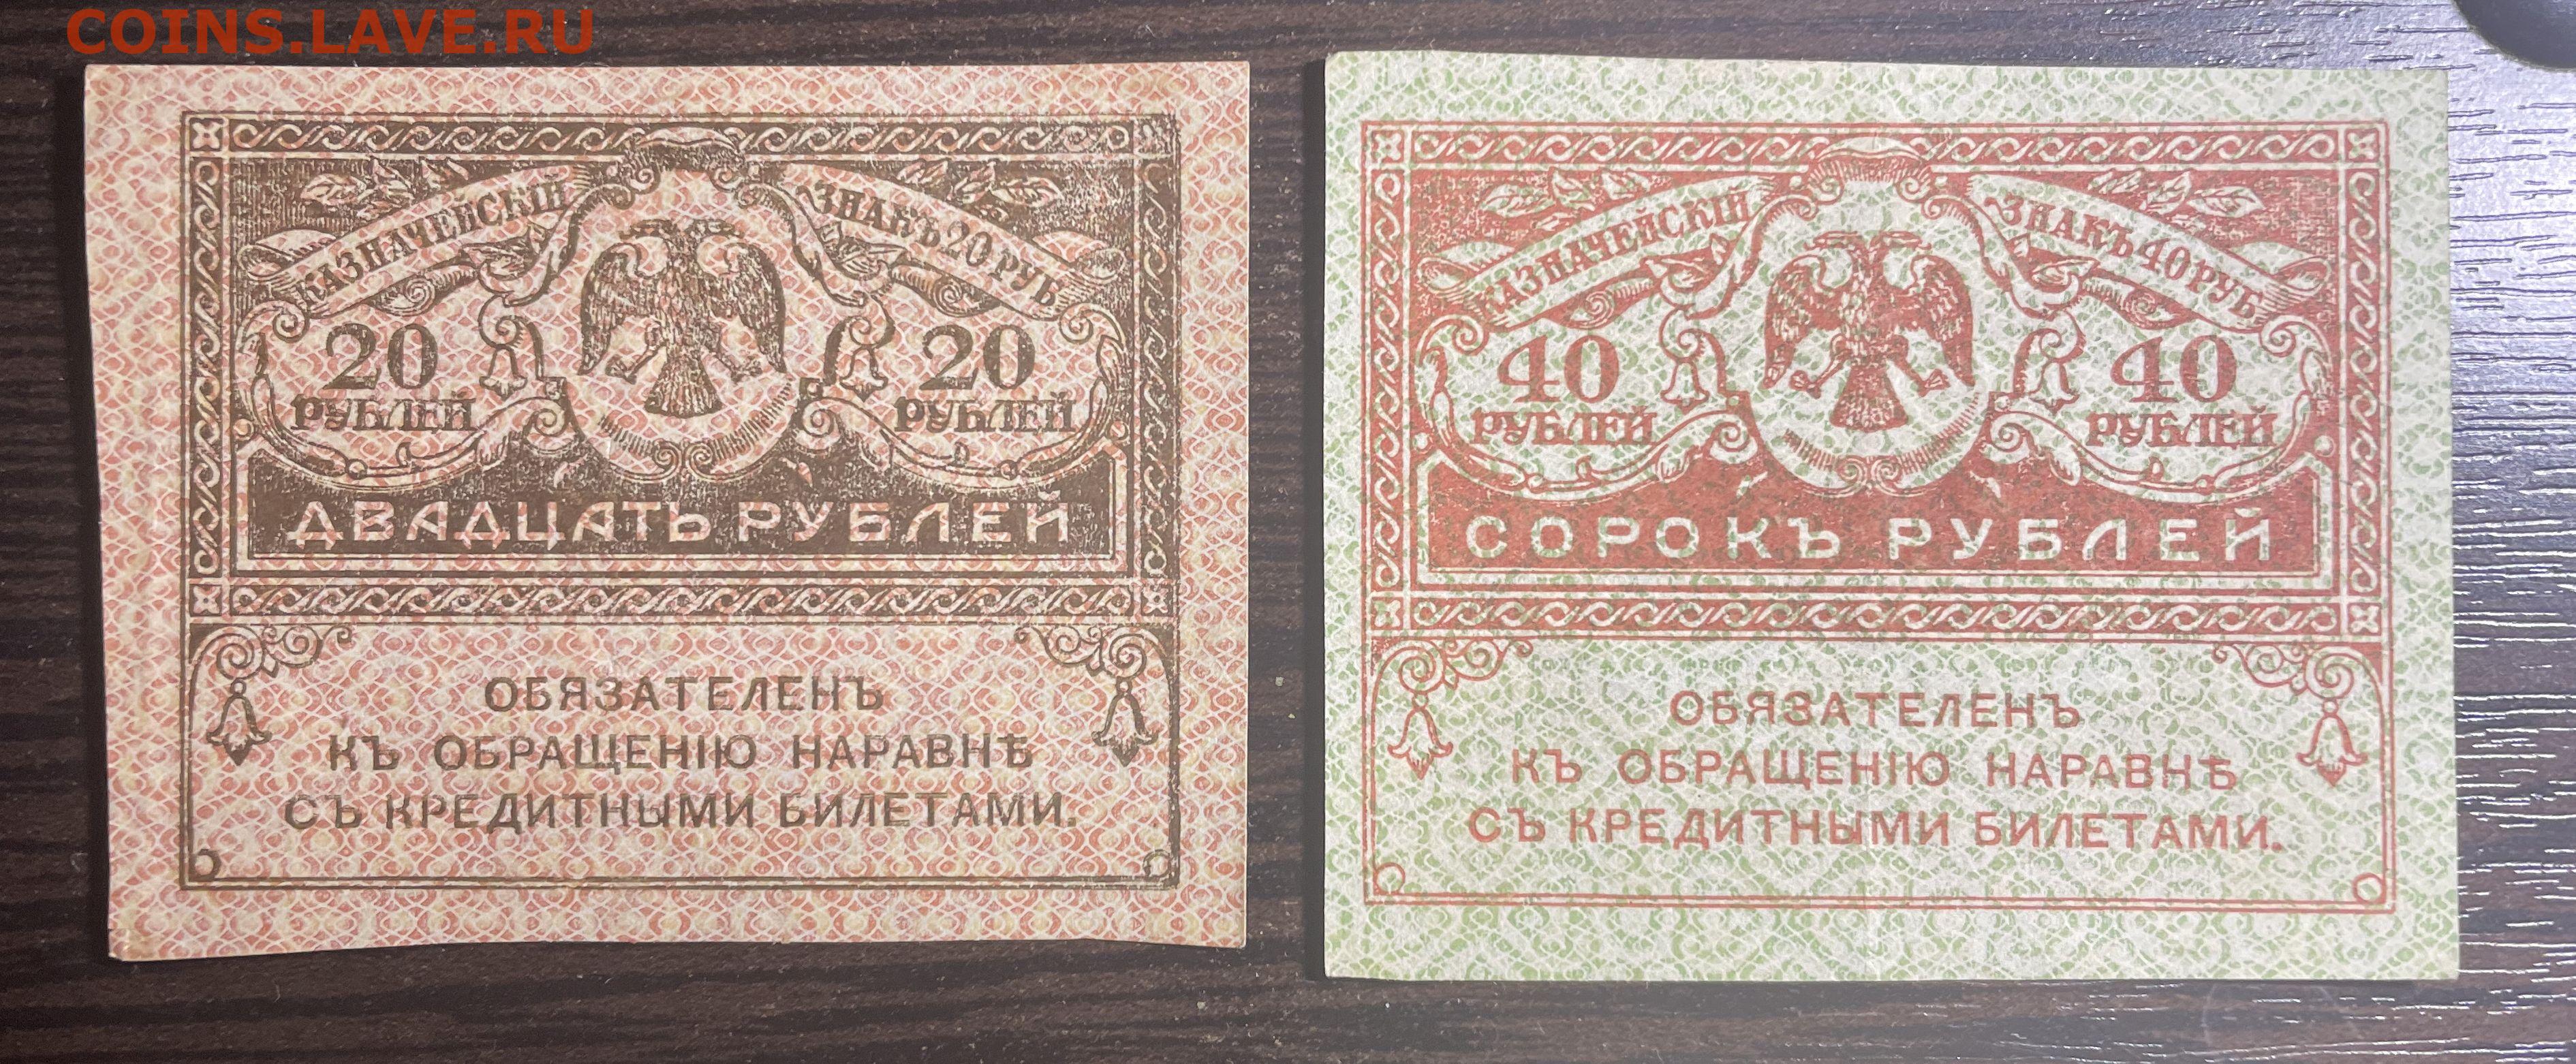 COINS.LAVE.RU
КАЗНАЧЕЙСКІЙ ЗНАКЪ 20 РУБ
20 20
РУБЛЕЙ РУБЛЕЙ
ДВАДЦАТЬ РУБЛЕЙ
ОБЯЗАТЕЛЕНЪ
КЪ ОБРАЩЕНІЮ НАРАВНѢ
СЪ КРЕДИТНЫМИ БИЛЕТАМИ.
КАЗНАЧЕЙСКІЙ ЗНАКЪ 40 РУБ
40 40
РУБЛЕЙ РУБЛЕЙ
СОРОКЪ РУБЛЕЙ
ОБЯЗАТЕЛЕНЪ
КЪ ОБРАЩЕНІЮ НАРАВНѢ
СЪ КРЕДИТНЫМИ БИЛЕТАМИ.